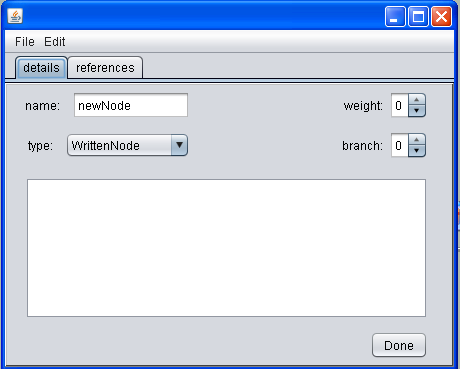 File Edit
details references
name: newNode weight: 0
type: WrittenNode branch: 0
Done